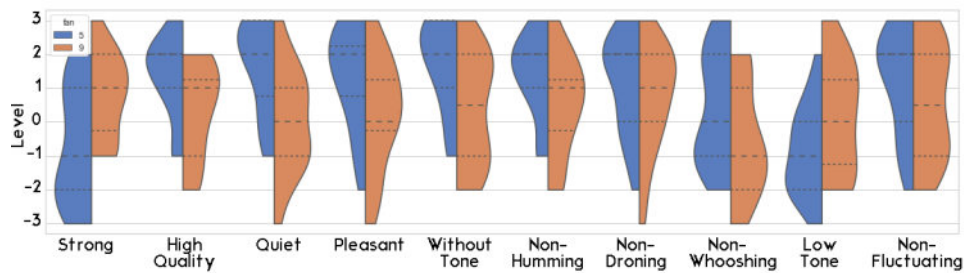 fan
5
9
Level
3
2
1
0
-1
-2
-3
Strong
High
Quality
Quiet
Pleasant
Without
Tone
Non-
Humming
Non-
Droning
Non-
Whooshing
Low
Tone
Non-
Fluctuating